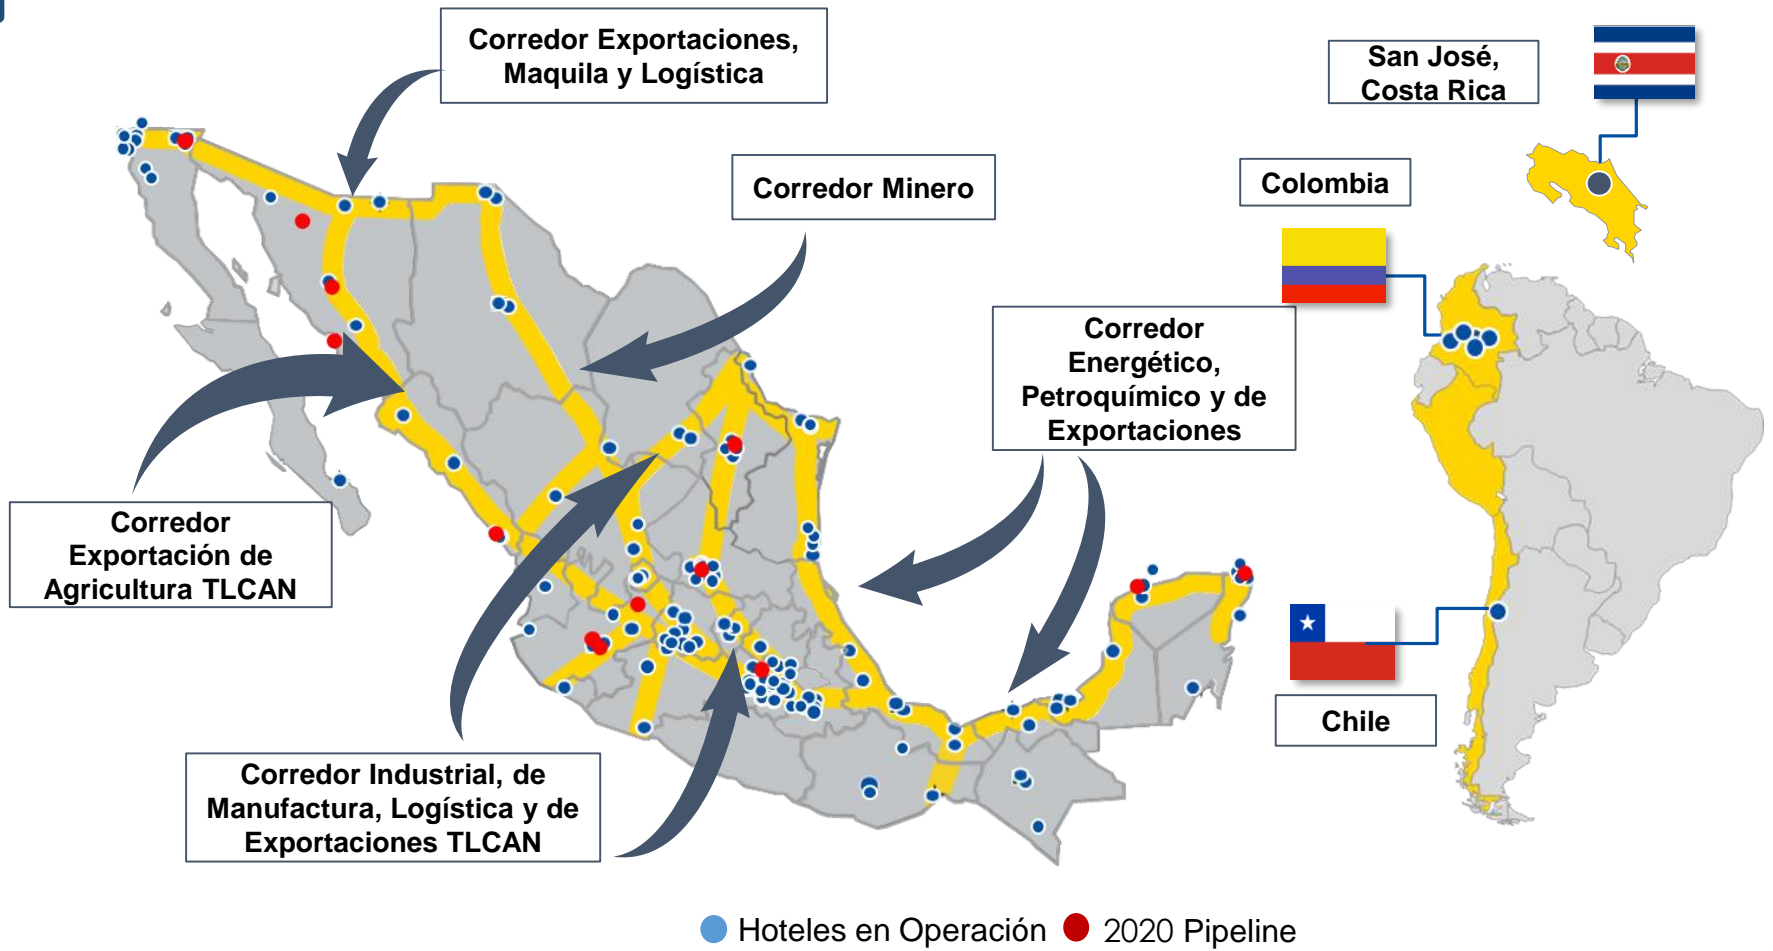 Corredor Exportaciones,
Maquila y Logística
San José,
Costa Rica
Corredor Minero
Colombia
Corredor
Energético,
Petroquímico y de
Exportaciones
Corredor
Exportación de
Agricultura TLCAN
Chile
Corredor Industrial, de
Manufactura, Logística y de
Exportaciones TLCAN
Hoteles en Operación
2020 Pipeline